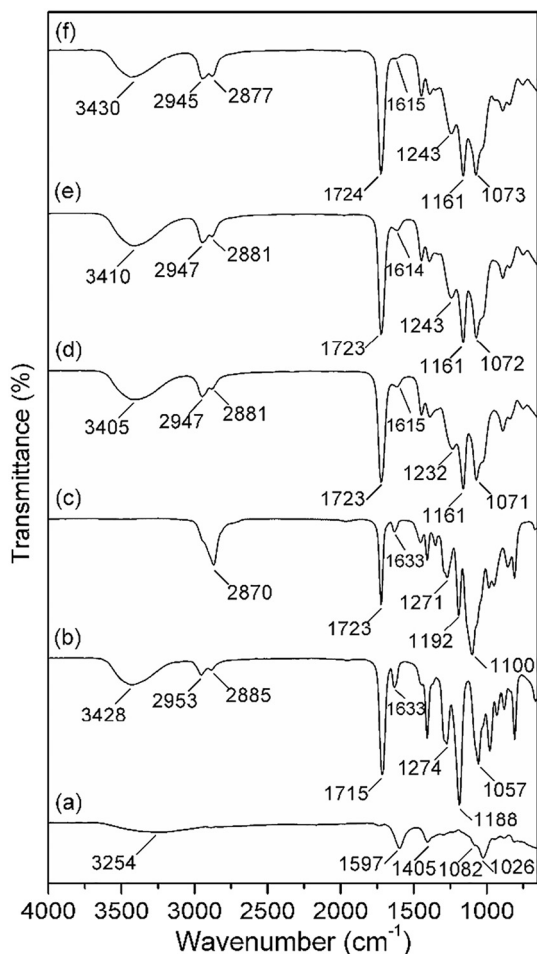 (f)
3430 2945 2877 1615
1243
1724 1161 1073
(e)
3410 2947 2881 1614
1243
1723 1161 1072
(d)
3405 2947 2881 1615
1232
1723 1161 1071
(c)
1633
2870 1723 1271
1192
1100
(b)
3428 2953 2885 1633
1274 1057
1715
1188
(a)
3254 1597 1405 1082 1026
4000 3500 3000 2500 2000 1500 1000
Wavenumber (cm-1)
Transmittance (%)